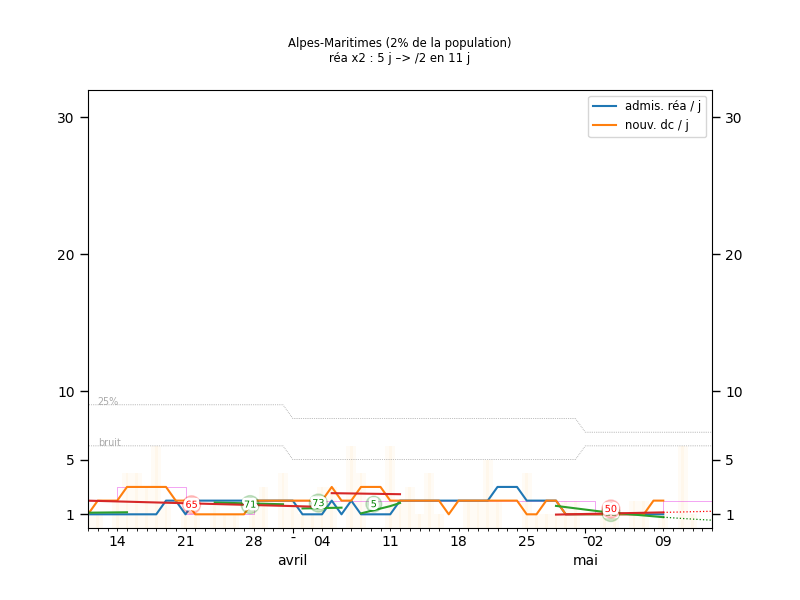 Alpes-Maritimes (2% de la population)
réa x2 : 5 j –> /2 en 11 j
admis. réa / j
nouv. dc / j
30 30
20 20
10 10
25%
bruit
5 5
65 71 73 5 50
1 1
14 21 28 - 04 11 18 25 -02 09
avril mai